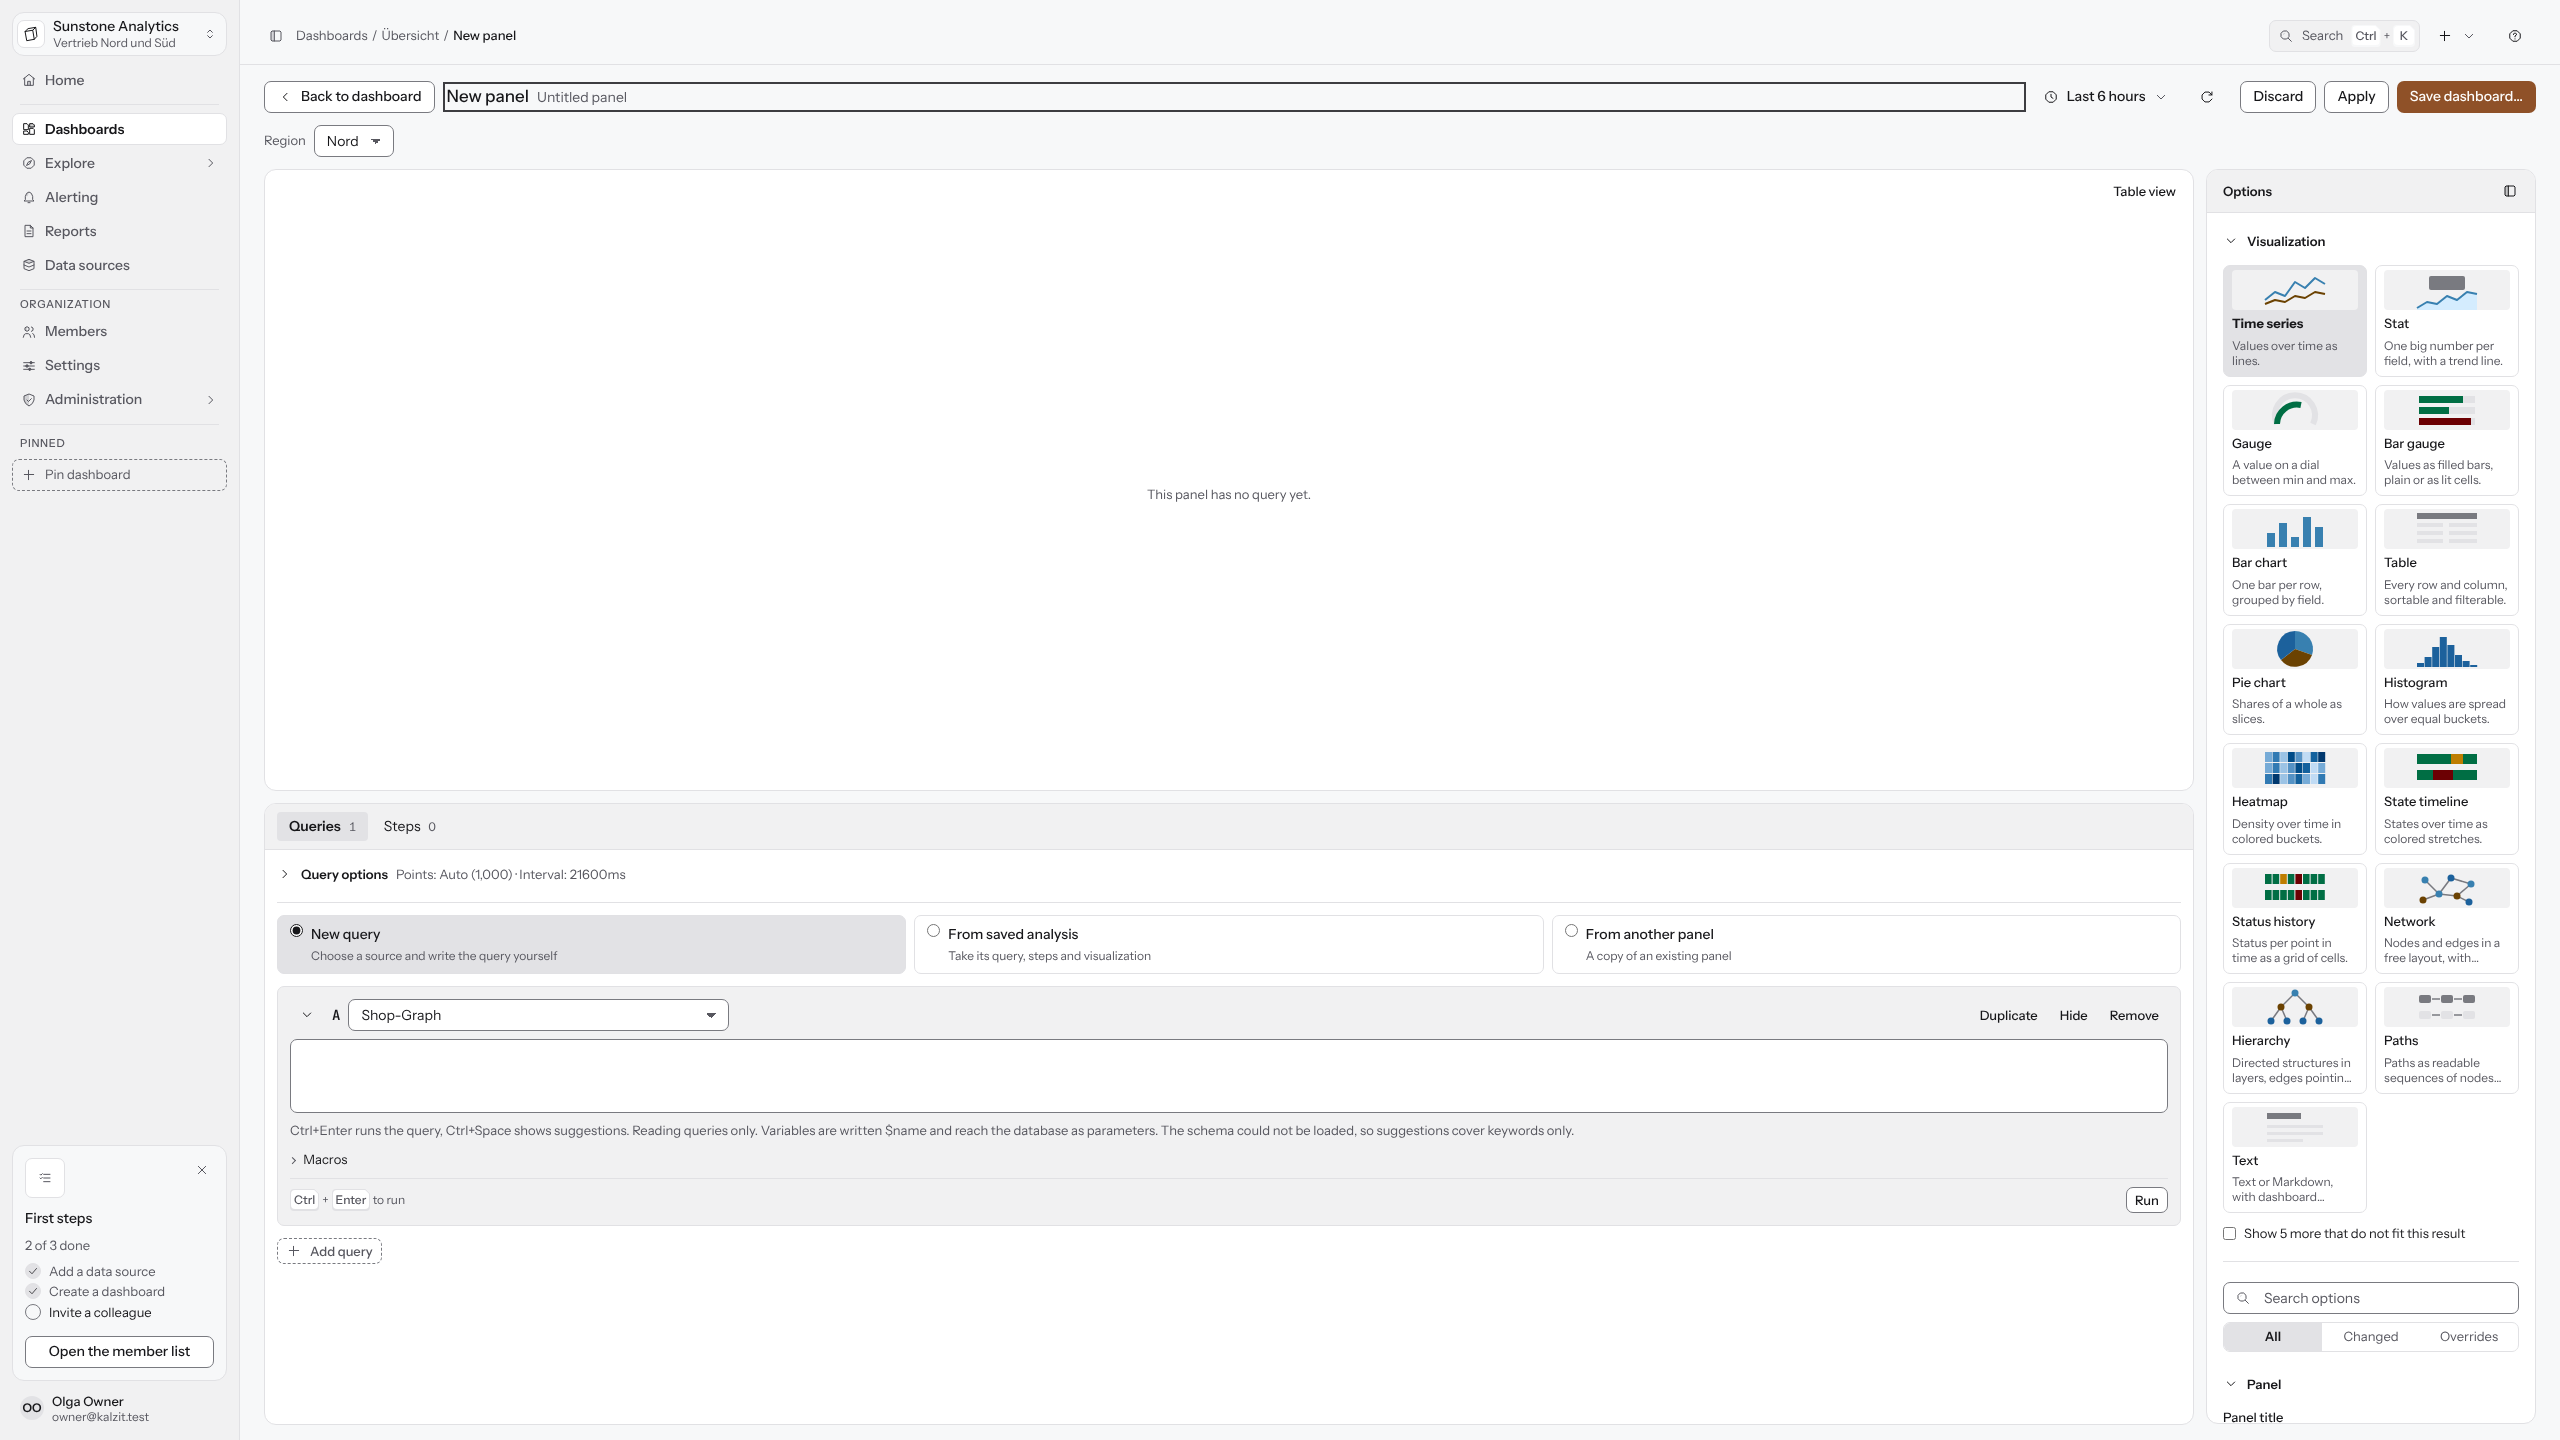 Sunstone Analytics
Vertrieb Nord und Süd
Home
Dashboards
Explore
Alerting
Reports
Data sources
ORGANIZATION
Members
Settings
Administration
PINNED
Pin dashboard
First steps
2 of 3 done
Add a data source
Create a dashboard
Invite a colleague
Open the member list
OO
Olga Owner
owner@kalzit.test
Dashboards / Übersicht / New panel
Search Ctrl + K
Back to dashboard
New panel Untitled panel
Last 6 hours
Discard
Apply
Save dashboard...
Region Nord
Table view
This panel has no query yet.
Queries 1
Steps 0
Query options Points: Auto (1,000) · Interval: 21600ms
New query
Choose a source and write the query yourself
From saved analysis
Take its query, steps and visualization
From another panel
A copy of an existing panel
A Shop-Graph
Duplicate
Hide
Remove
Ctrl+Enter runs the query, Ctrl+Space shows suggestions. Reading queries only. Variables are written $name and reach the database as parameters. The schema could not be loaded, so suggestions cover keywords only.
Macros
Ctrl + Enter to run
Run
Add query
Options
Visualization
Time series
Values over time as
lines.
Stat
One big number per
field, with a trend line.
Gauge
A value on a dial
between min and max.
Bar gauge
Values as filled bars,
plain or as lit cells.
Bar chart
One bar per row,
grouped by field.
Table
Every row and column,
sortable and filterable.
Pie chart
Shares of a whole as
slices.
Histogram
How values are spread
over equal buckets.
Heatmap
Density over time in
colored buckets.
State timeline
States over time as
colored stretches.
Status history
Status per point in
time as a grid of cells.
Network
Nodes and edges in a
free layout, with...
Hierarchy
Directed structures in
layers, edges pointin...
Paths
Paths as readable
sequences of nodes...
Text
Text or Markdown,
with dashboard...
Show 5 more that do not fit this result
Search options
All
Changed
Overrides
Panel
Panel title